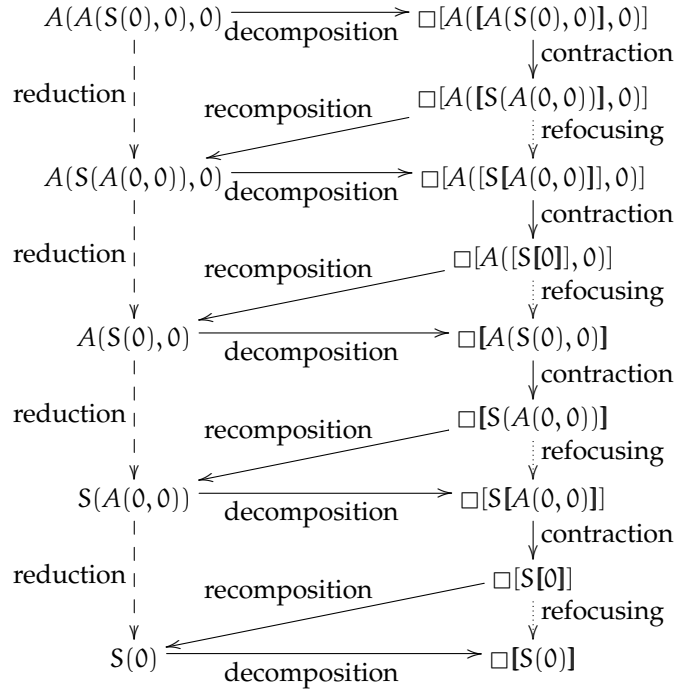 A(A(S(0),0),0) decomposition □[A(⟦A(S(0),0)⟧,0)]
contraction
reduction
recomposition □[A(⟦S(A(0,0))⟧,0)]
refocusing
A(S(A(0,0)),0) decomposition □[A([S⟦A(0,0)⟧],0)]
contraction
reduction
recomposition □[A([S⟦0⟧],0)]
refocusing
A(S(0),0) decomposition □⟦A(S(0),0)⟧
contraction
reduction
recomposition □⟦S(A(0,0))⟧
refocusing
S(A(0,0)) decomposition □[S⟦A(0,0)⟧]
contraction
reduction
recomposition □[S⟦0⟧]
refocusing
S(0) decomposition □⟦S(0)⟧